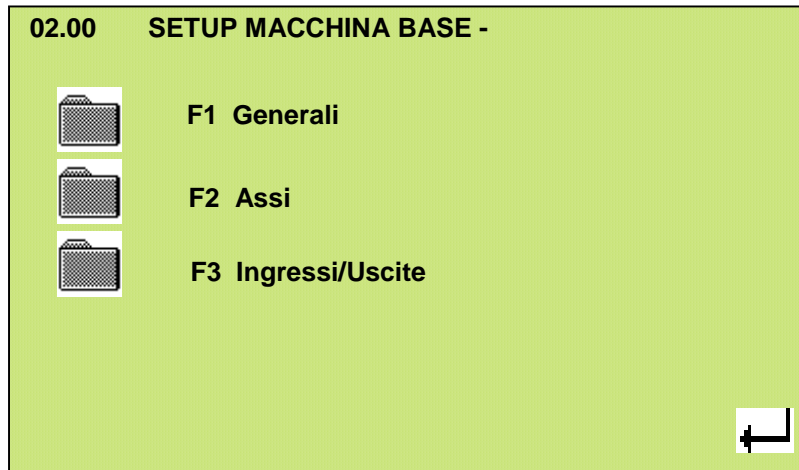 02.00 SETUP MACCHINA BASE -
F1 Generali
F2 Assi
F3 Ingressi/Uscite